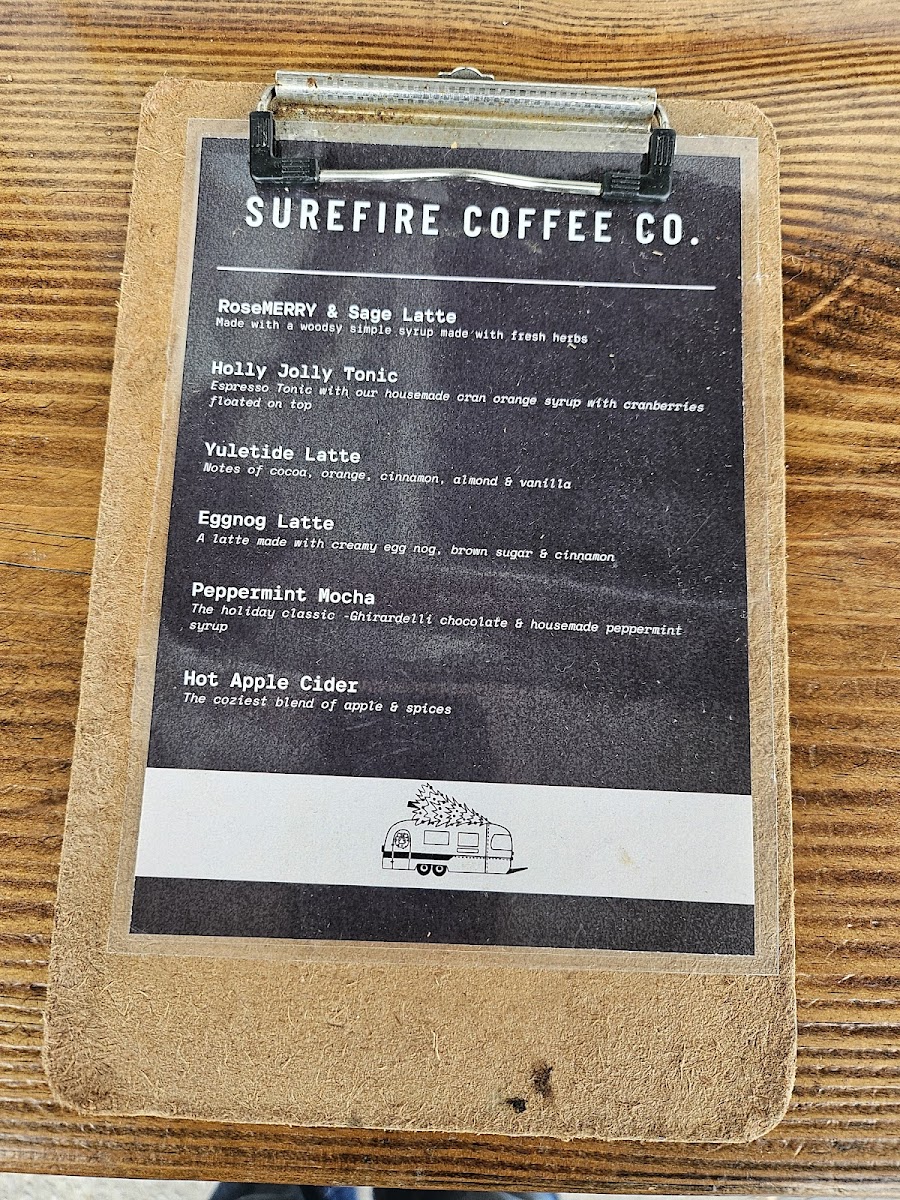 SUREFIRE COFFEE CO.
RoseMERRY & Sage Latte
Made with a woodsy simple syrup made with fresh herbs
Holly Jolly Tonic
Espresso Tonic with our housemade cran orange syrup with cranberries
floated on top
Yuletide Latte
Notes of cocoa, orange, cinnamon, almond & vanilla
Eggnog Latte
A latte made with creamy egg nog, brown sugar & cinnamon
Peppermint Mocha
The holiday classic -Ghirardelli chocolate & housemade peppermint
syrup
Hot Apple Cider
The coziest blend of apple & spices